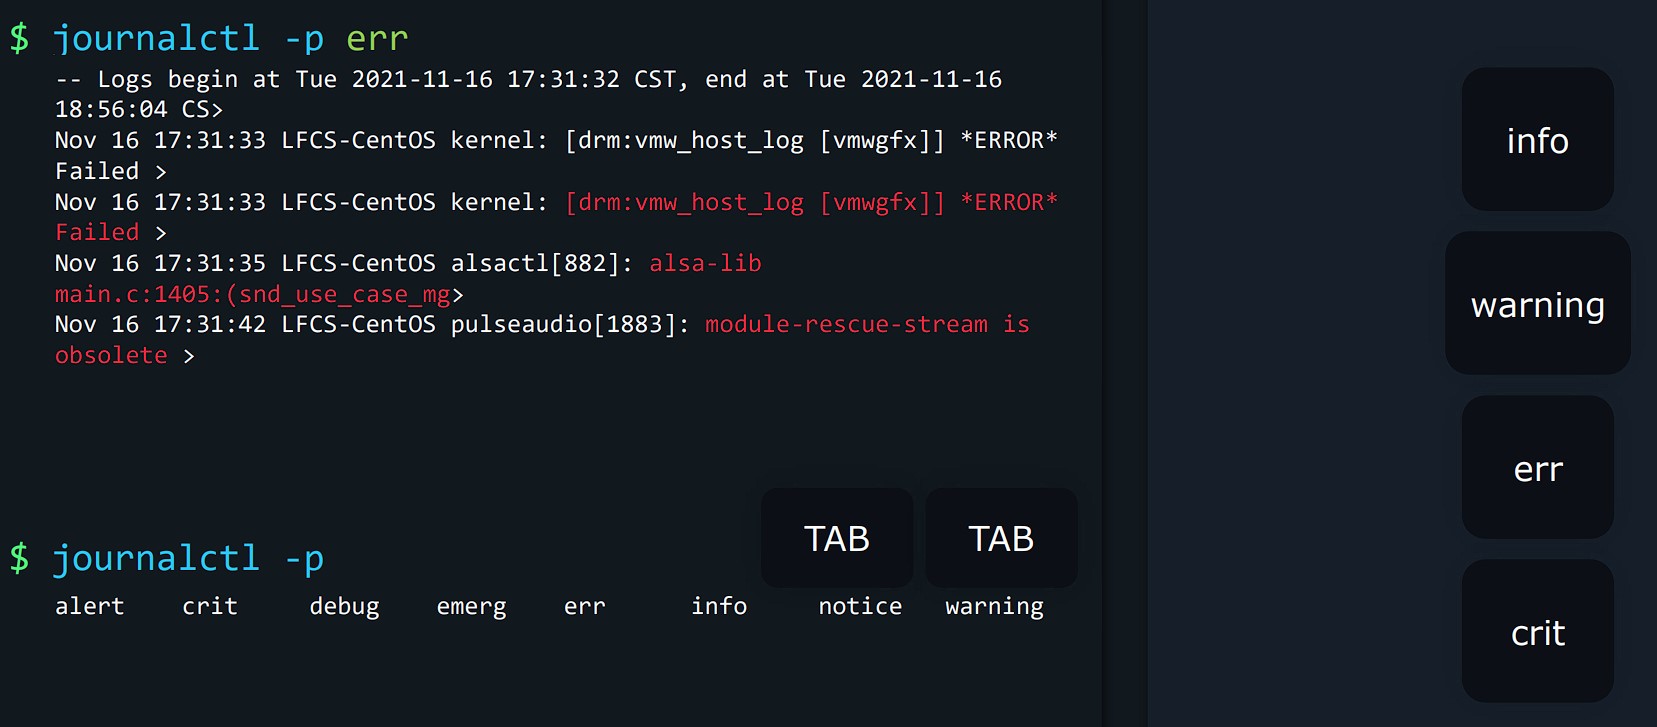 $ journalctl -p err
-- Logs begin at Tue 2021-11-16 17:31:32 CST, end at Tue 2021-11-16
18:56:04 CS>
Nov 16 17:31:33 LFCS-CentOS kernel: [drm:vmw_host_log [vmwgfx]] *ERROR*
Failed >
Nov 16 17:31:33 LFCS-CentOS kernel: [drm:vmw_host_log [vmwgfx]] *ERROR*
Failed >
Nov 16 17:31:35 LFCS-CentOS alsactl[882]: alsa-lib
main.c:1405:(snd_use_case_mg>
Nov 16 17:31:42 LFCS-CentOS pulseaudio[1883]: module-rescue-stream is
obsolete >
TAB TAB
$ journalctl -p
alert crit debug emerg err info notice warning
info
warning
err
crit